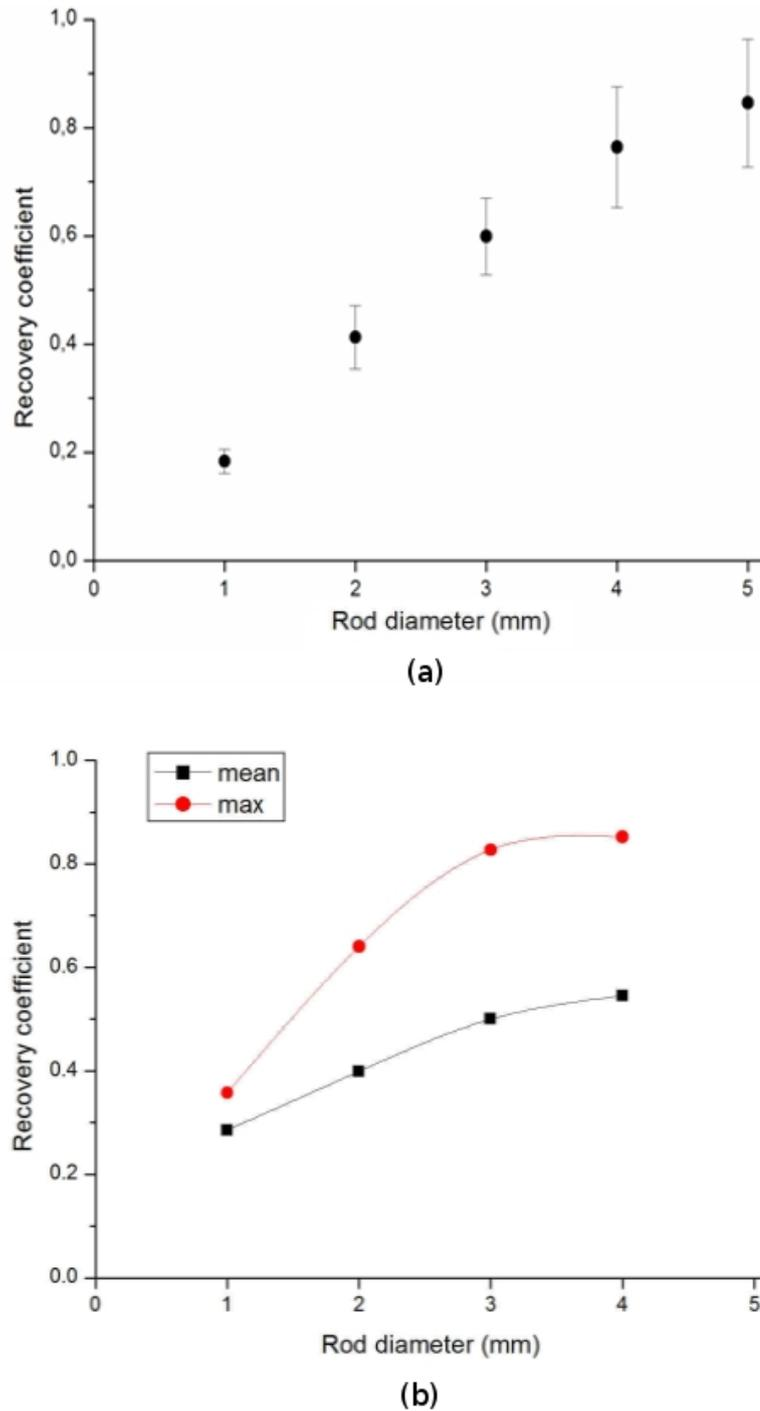 1,0
0,8
0,6
0,4
0,2
0,0
Recovery coefficient
0 1 2 3 4 5
Rod diameter (mm)
(a)
mean
max
1.0
0.8
0.6
0.4
0.2
0.0
Recovery coefficient
0 1 2 3 4 5
Rod diameter (mm)
(b)